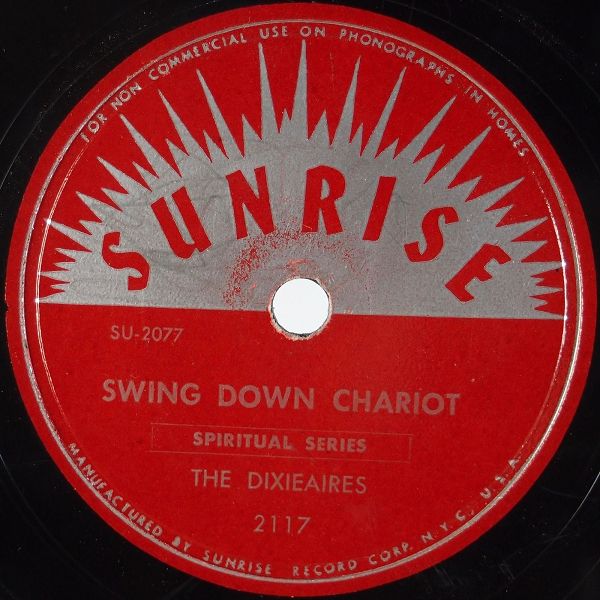 FOR NON COMMERCIAL USE ON PHONOGRAPHS IN HOMES
SUNRISE
SU-2077
SWING DOWN CHARIOT
SPIRITUAL SERIES
THE DIXIEAIRES
2117
MANUFACTURED BY SUNRISE RECORD CORP. N.Y.C., U.S.A.